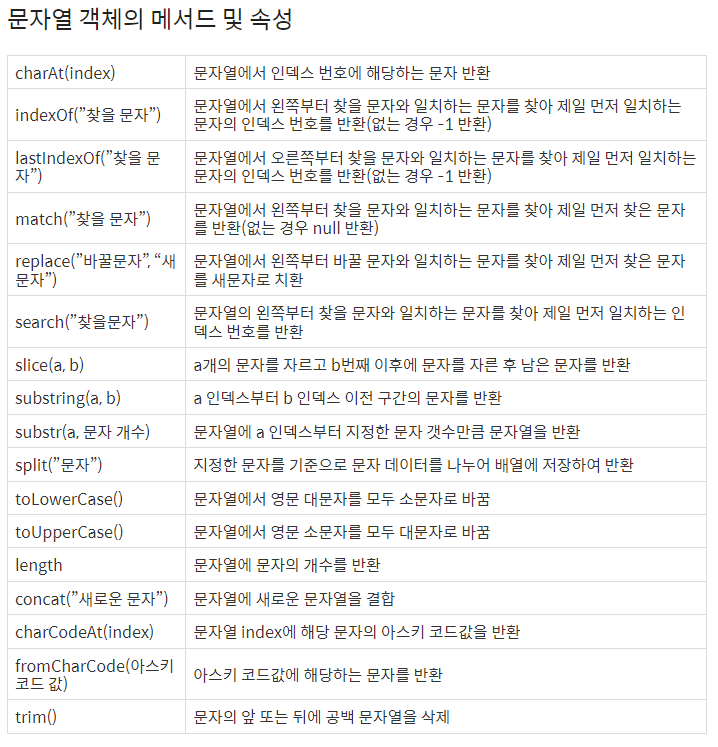 문자열 객체의 메서드 및 속성
charAt(index)
문자열에서 인덱스 번호에 해당하는 문자 반환
indexOf(”찾을 문자”)
문자열에서 왼쪽부터 찾을 문자와 일치하는 문자를 찾아 제일 먼저 일치하는
문자의 인덱스 번호를 반환(없는 경우 -1 반환)
lastIndexOf(”찾을 문
자”)
문자열에서 오른쪽부터 찾을 문자와 일치하는 문자를 찾아 제일 먼저 일치하는
문자의 인덱스 번호를 반환(없는 경우 -1 반환)
match(”찾을 문자”)
문자열에서 왼쪽부터 찾을 문자와 일치하는 문자를 찾아 제일 먼저 찾은 문자
를 반환(없는 경우 null 반환)
replace(”바꿀문자”, “새
문자”)
문자열에서 왼쪽부터 바꿀 문자와 일치하는 문자를 찾아 제일 먼저 찾은 문자
를 새문자로 치환
search(”찾을문자”)
문자열의 왼쪽부터 찾을 문자와 일치하는 문자를 찾아 제일 먼저 일치하는 인
덱스 번호를 반환
slice(a, b)
a개의 문자를 자르고 b번째 이후에 문자를 자른 후 남은 문자를 반환
substring(a, b)
a 인덱스부터 b 인덱스 이전 구간의 문자를 반환
substr(a, 문자 개수)
문자열에 a 인덱스부터 지정한 문자 갯수만큼 문자열을 반환
split(”문자”)
지정한 문자를 기준으로 문자 데이터를 나누어 배열에 저장하여 반환
toLowerCase()
문자열에서 영문 대문자를 모두 소문자로 바꿈
toUpperCase()
문자열에서 영문 소문자를 모두 대문자로 바꿈
length
문자열에 문자의 개수를 반환
concat(”새로운 문자”)
문자열에 새로운 문자열을 결합
charCodeAt(index)
문자열 index에 해당 문자의 아스키 코드값을 반환
fromCharCode(아스키
코드 값)
아스키 코드값에 해당하는 문자를 반환
trim()
문자의 앞 또는 뒤에 공백 문자열을 삭제